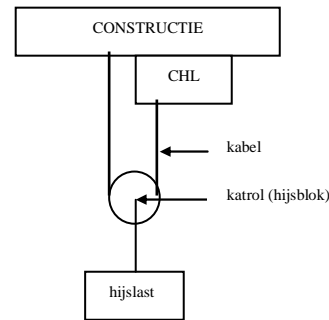 CONSTRUCTIE
CHL
kabel
katrol (hijsblok)
hijslast